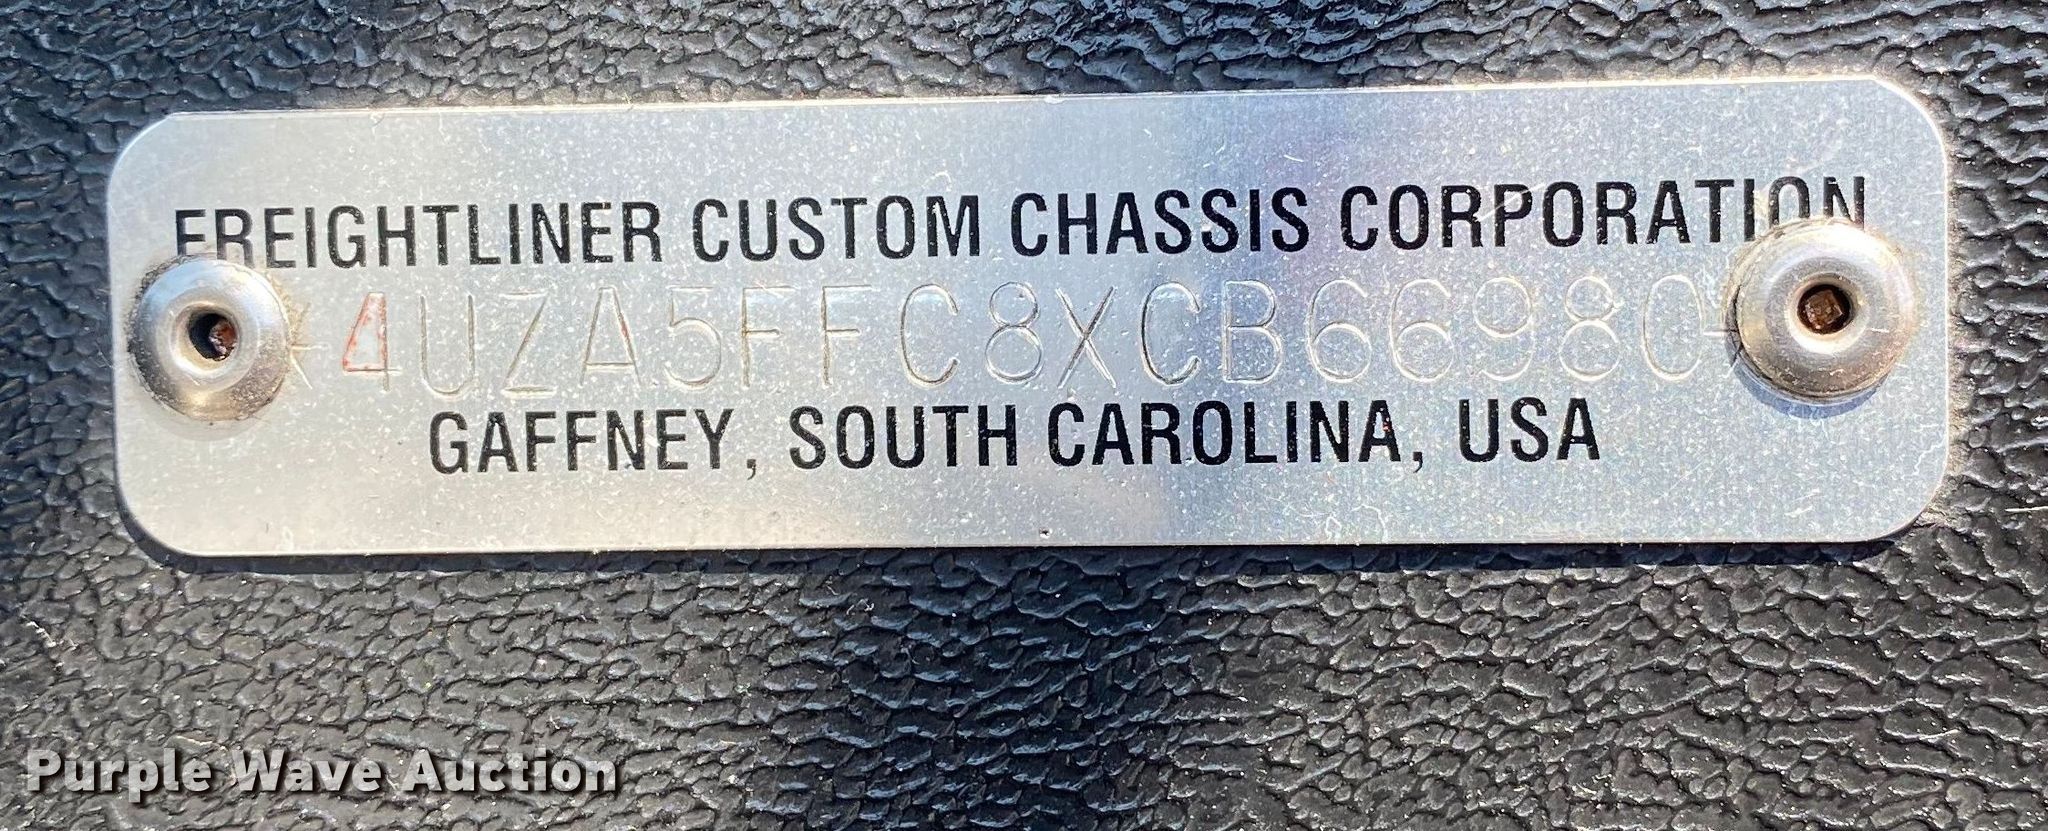 FREIGHTLINER CUSTOM CHASSIS CORPORATION
*4UZA5FFC8XCB66980*
GAFFNEY, SOUTH CAROLINA, USA
Purple Wave Auction